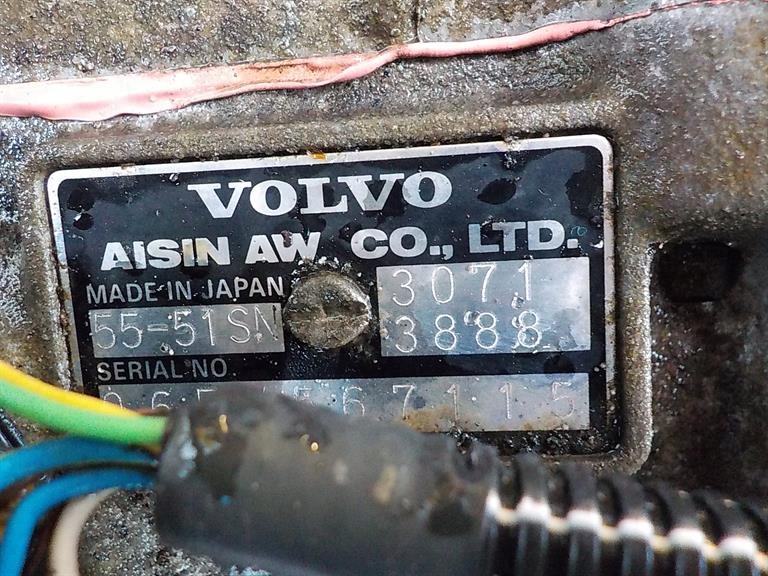 VOLVO
AISIN AW CO., LTD.
MADE IN JAPAN 3071
55-51SN 3888
SERIAL NO.